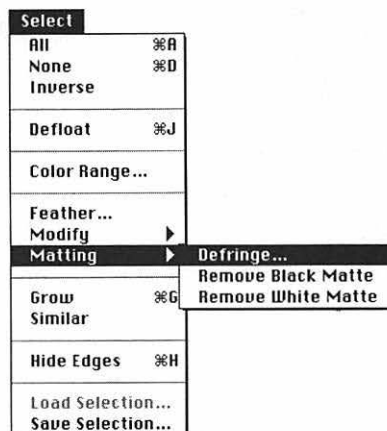 Select
All ⌘A
None ⌘D
Inverse
Defloat ⌘J
Color Range...
Feather...
Modify ▶
Matting ▶
Defringe...
Remove Black Matte
Remove White Matte
Grow ⌘G
Similar
Hide Edges ⌘H
Load Selection...
Save Selection...